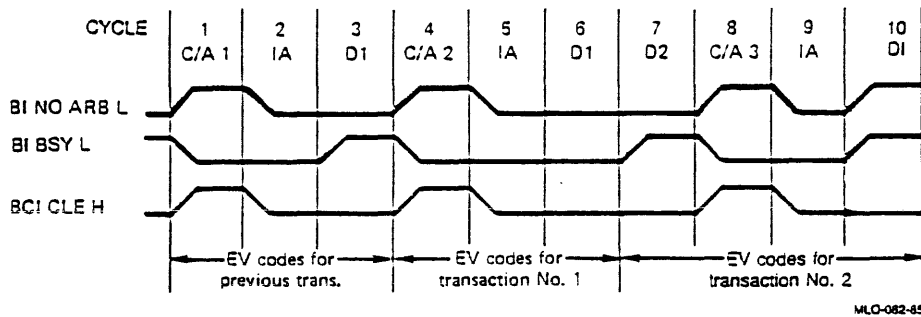 CYCLE 1 2 3 4 5 6 7 8 9 10
C/A 1 IA D1 C/A 2 IA D1 D2 C/A 3 IA DI
BI NO ARB L
BI BSY L
BCI CLE H
EV codes for previous trans.
EV codes for transaction No. 1
EV codes for transaction No. 2
MLO-082-85